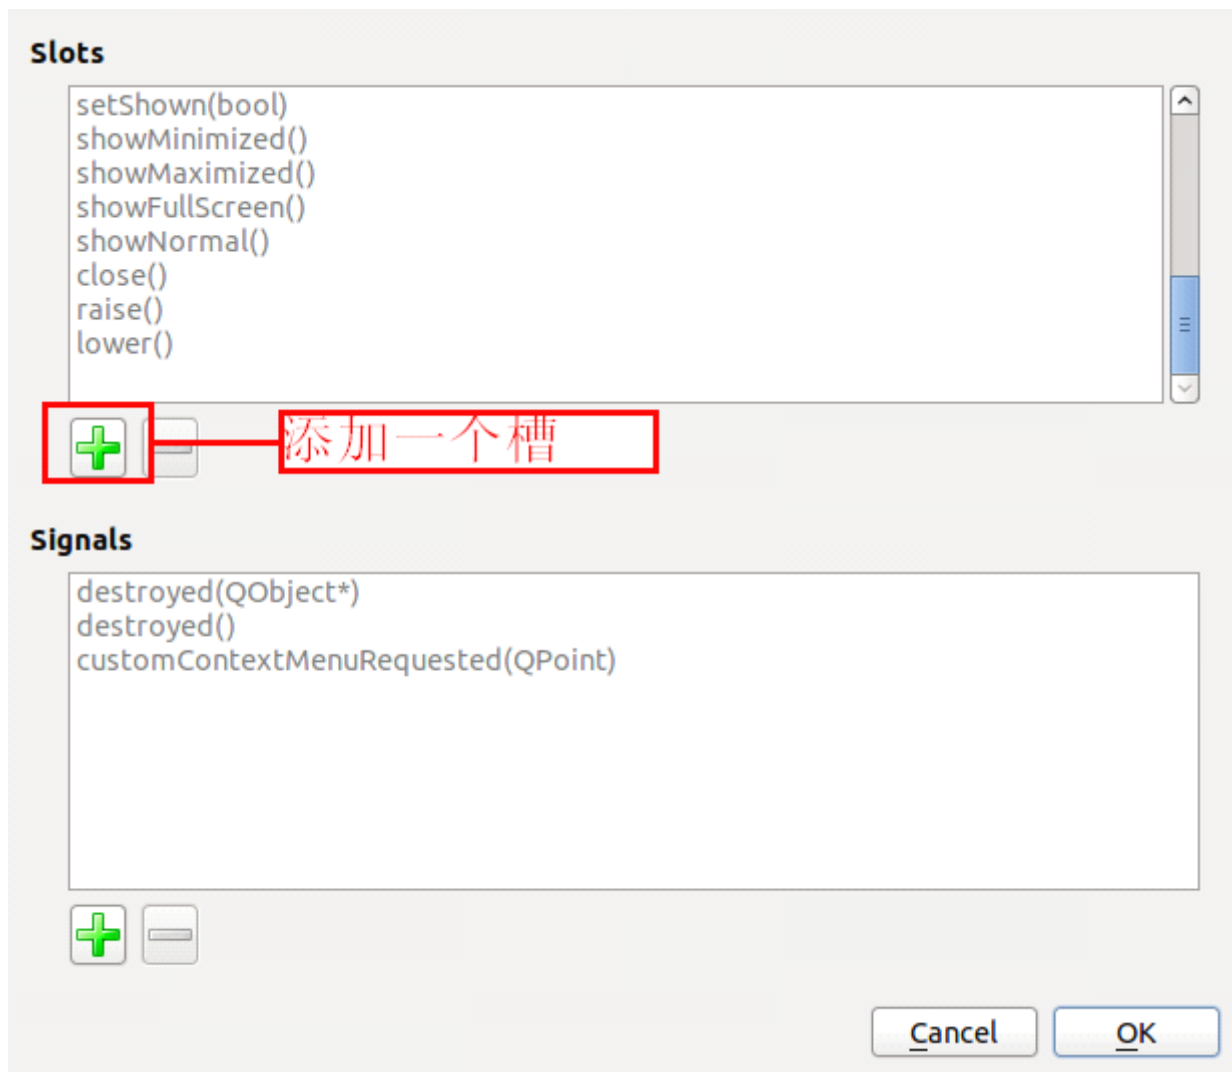 Slots
setShown(bool)
showMinimized()
showMaximized()
showFullScreen()
showNormal()
close()
raise()
lower()
添加一个槽
Signals
destroyed(QObject*)
destroyed()
customContextMenuRequested(QPoint)
Cancel
OK